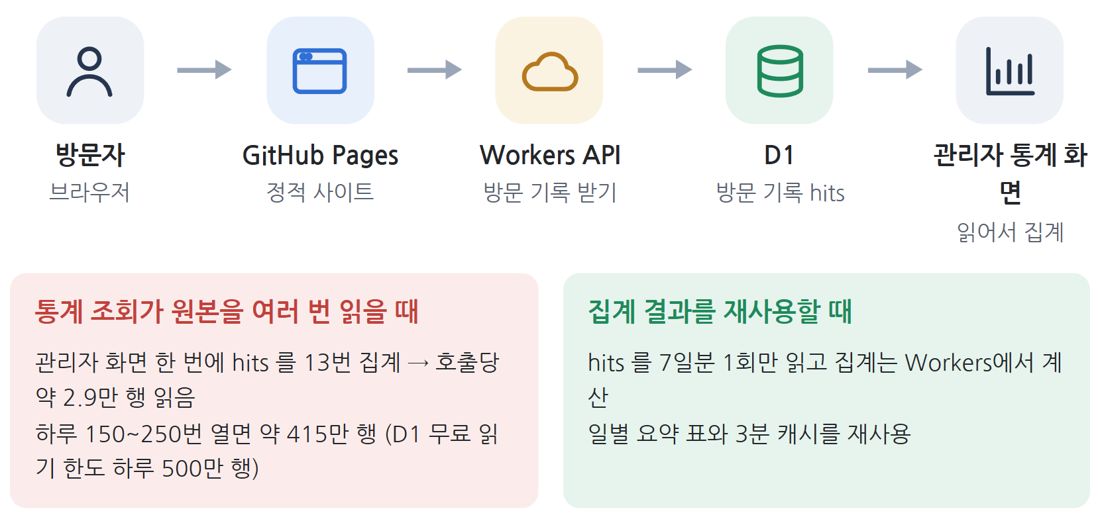 방문자
브라우저
GitHub Pages
정적 사이트
Workers API
방문 기록 받기
D1
방문 기록 hits
관리자 통계 화
면
읽어서 집계
통계 조회가 원본을 여러 번 읽을 때
관리자 화면 한 번에 hits 를 13번 집계 → 호출당
약 2.9만 행 읽음
하루 150~250번 열면 약 415만 행 (D1 무료 읽
기 한도 하루 500만 행)
집계 결과를 재사용할 때
hits 를 7일분 1회만 읽고 집계는 Workers에서 계
산
일별 요약 표와 3분 캐시를 재사용